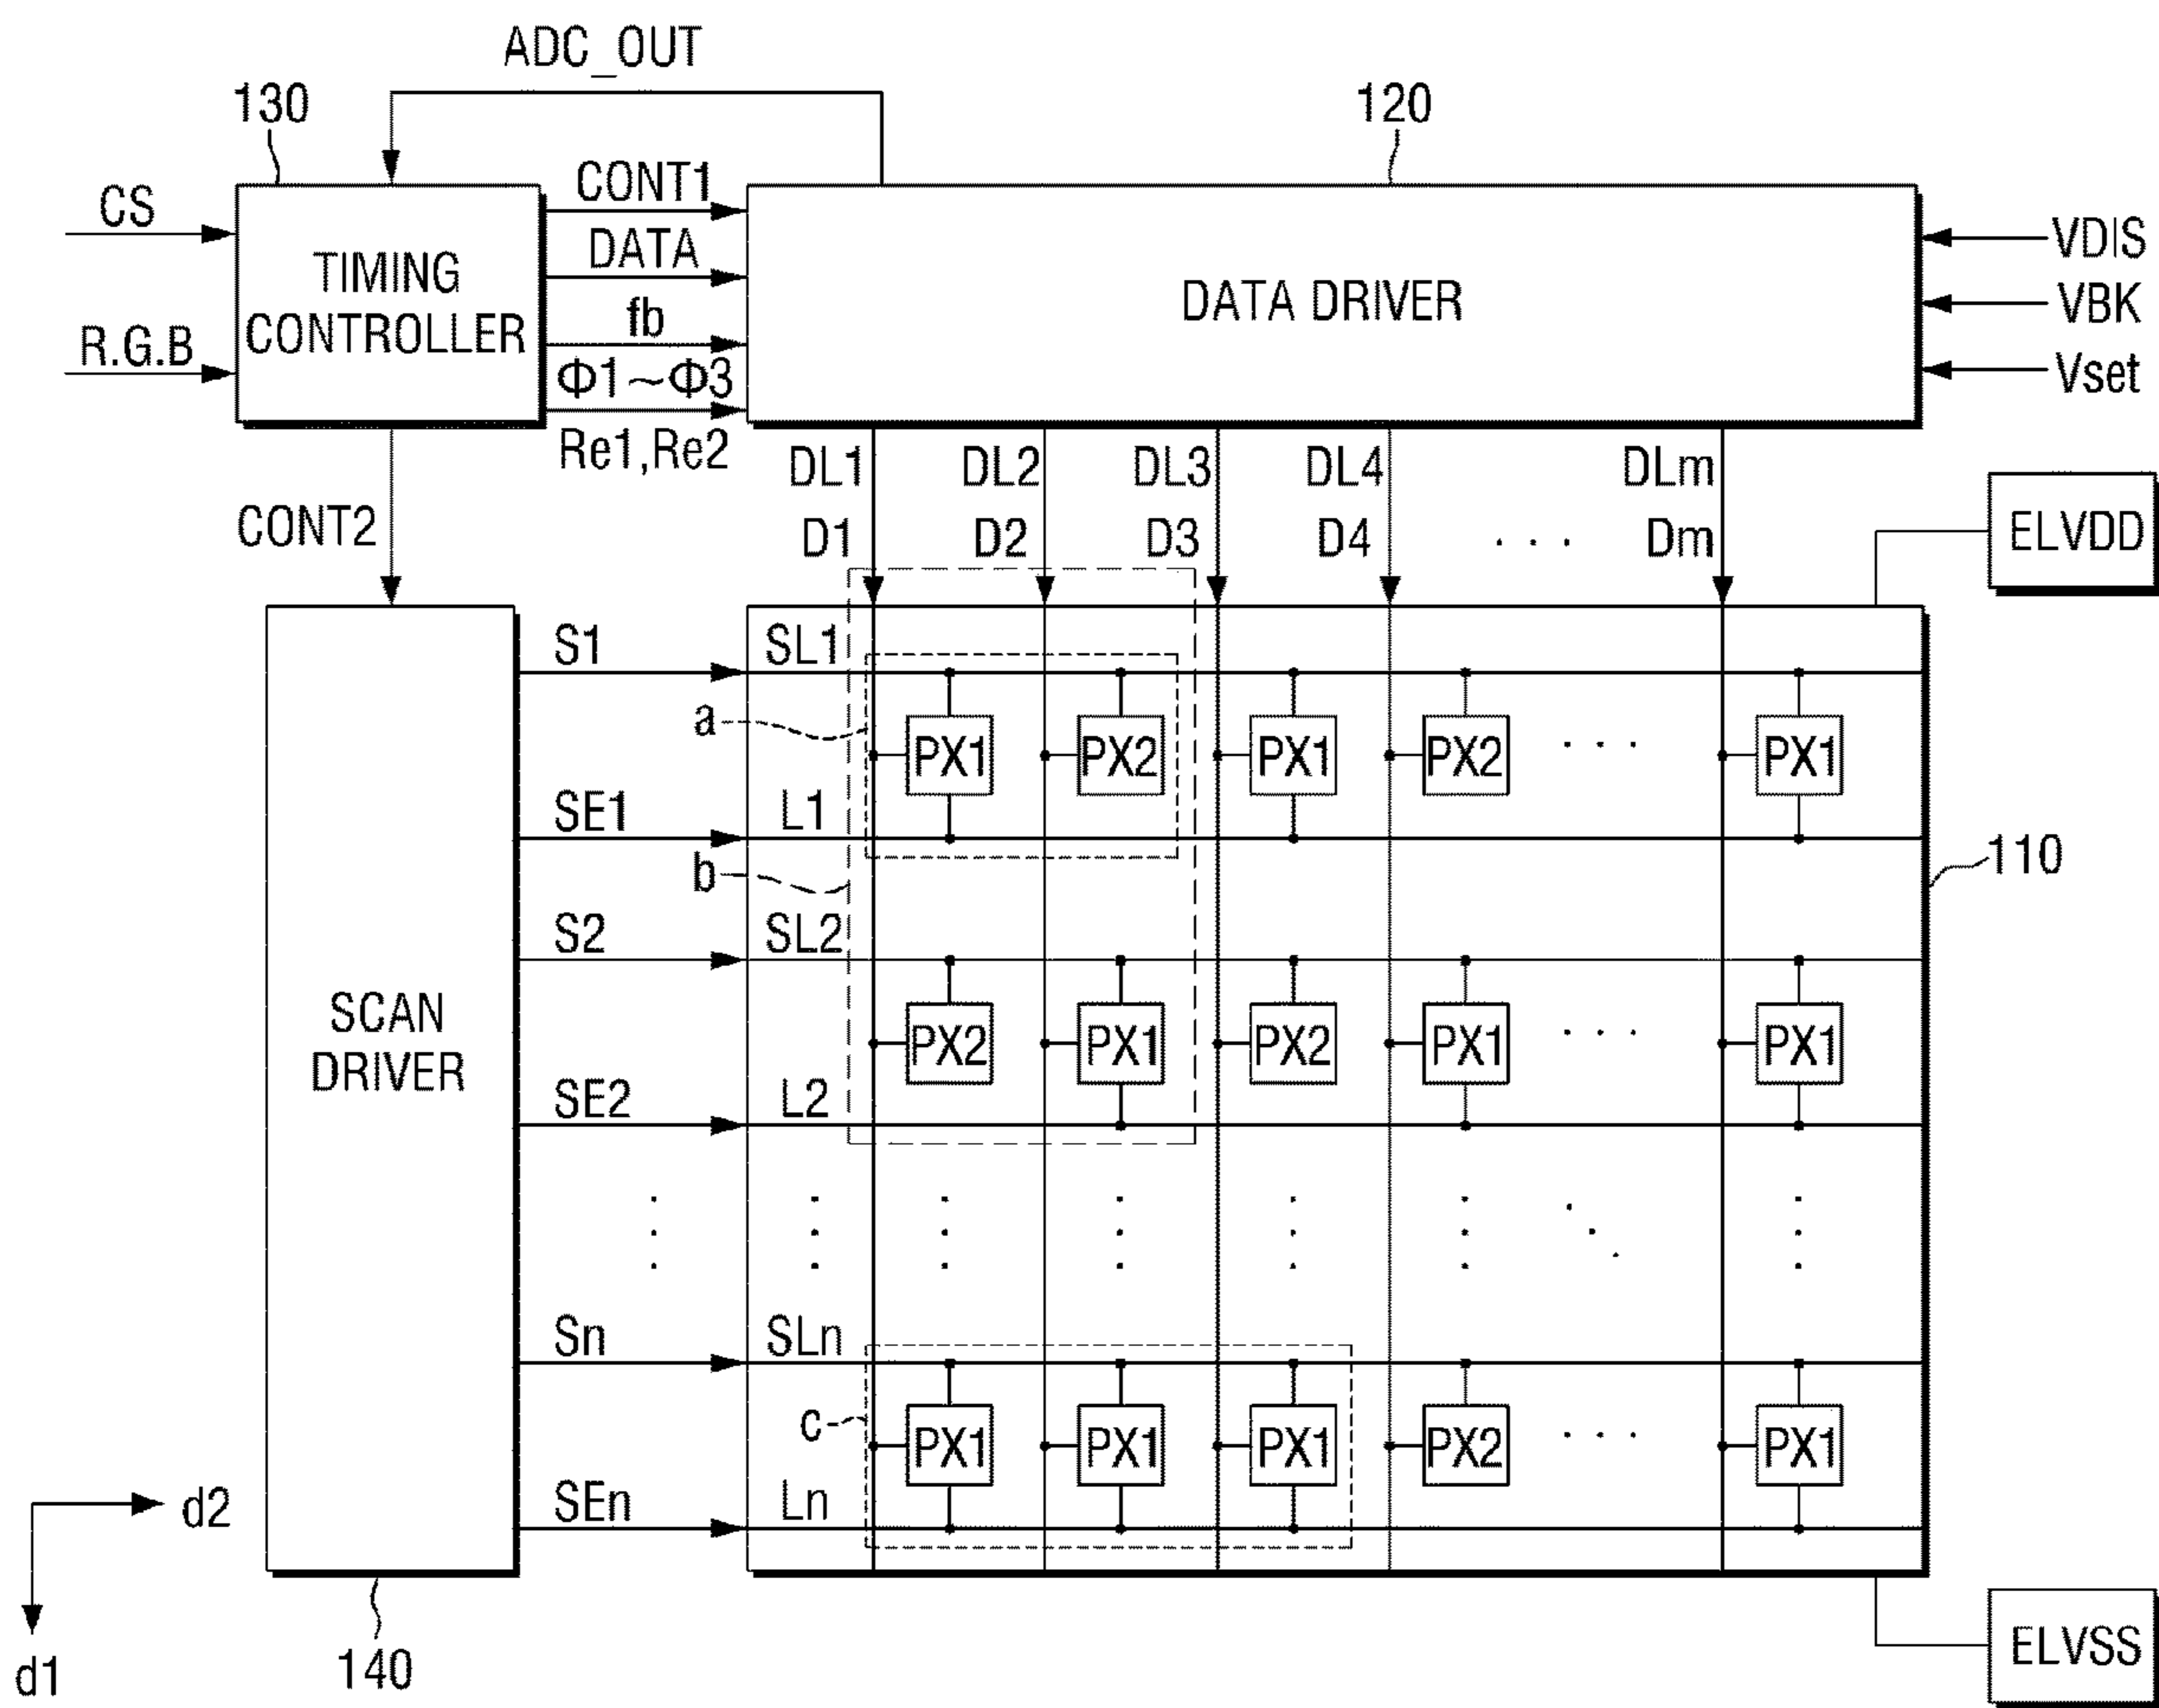 ADC_OUT
130
120
CS
R.G.B
TIMING
CONTROLLER
CONT1
DATA
fb
Φ1~Φ3
Re1,Re2
DATA DRIVER
VDIS
VBK
Vset
CONT2
DL1 DL2 DL3 DL4 DLm
D1 D2 D3 D4 . . . Dm
ELVDD
SCAN
DRIVER
S1 SL1
a
PX1 PX2 PX1 PX2 . . . PX1
SE1 L1
b
110
S2 SL2
PX2 PX1 PX2 PX1 . . . PX1
SE2 L2
Sn SLn
c
PX1 PX1 PX1 PX2 . . . PX1
SEn Ln
d2
d1
140
ELVSS